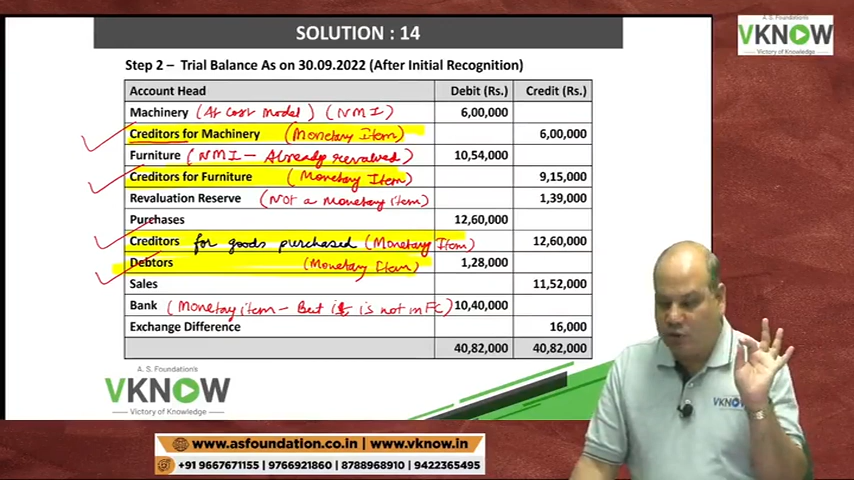 SOLUTION : 14
A. S. Foundation's
VKNOW
Victory of Knowledge
Step 2 – Trial Balance As on 30.09.2022 (After Initial Recognition)
Account Head Debit (Rs.) Credit (Rs.)
Machinery (At Cost Model) (NMI) 6,00,000
Creditors for Machinery (Monetary Item) 6,00,000
Furniture (NMI - Already revalued) 10,54,000
Creditors for Furniture (Monetary Item) 9,15,000
Revaluation Reserve (Not a Monetary item) 1,39,000
Purchases 12,60,000
Creditors for goods purchased (Monetary Item) 12,60,000
Debtors (Monetary Item) 1,28,000
Sales 11,52,000
Bank (Monetary item - But it is not in FC) 10,40,000
Exchange Difference 16,000
40,82,000 40,82,000
A. S. Foundation's
VKNOW
- Victory of Knowledge -
VKNOW
www.asfoundation.co.in | www.vknow.in
+91 9667671155 | 9766921860 | 8788968910 | 9422365495